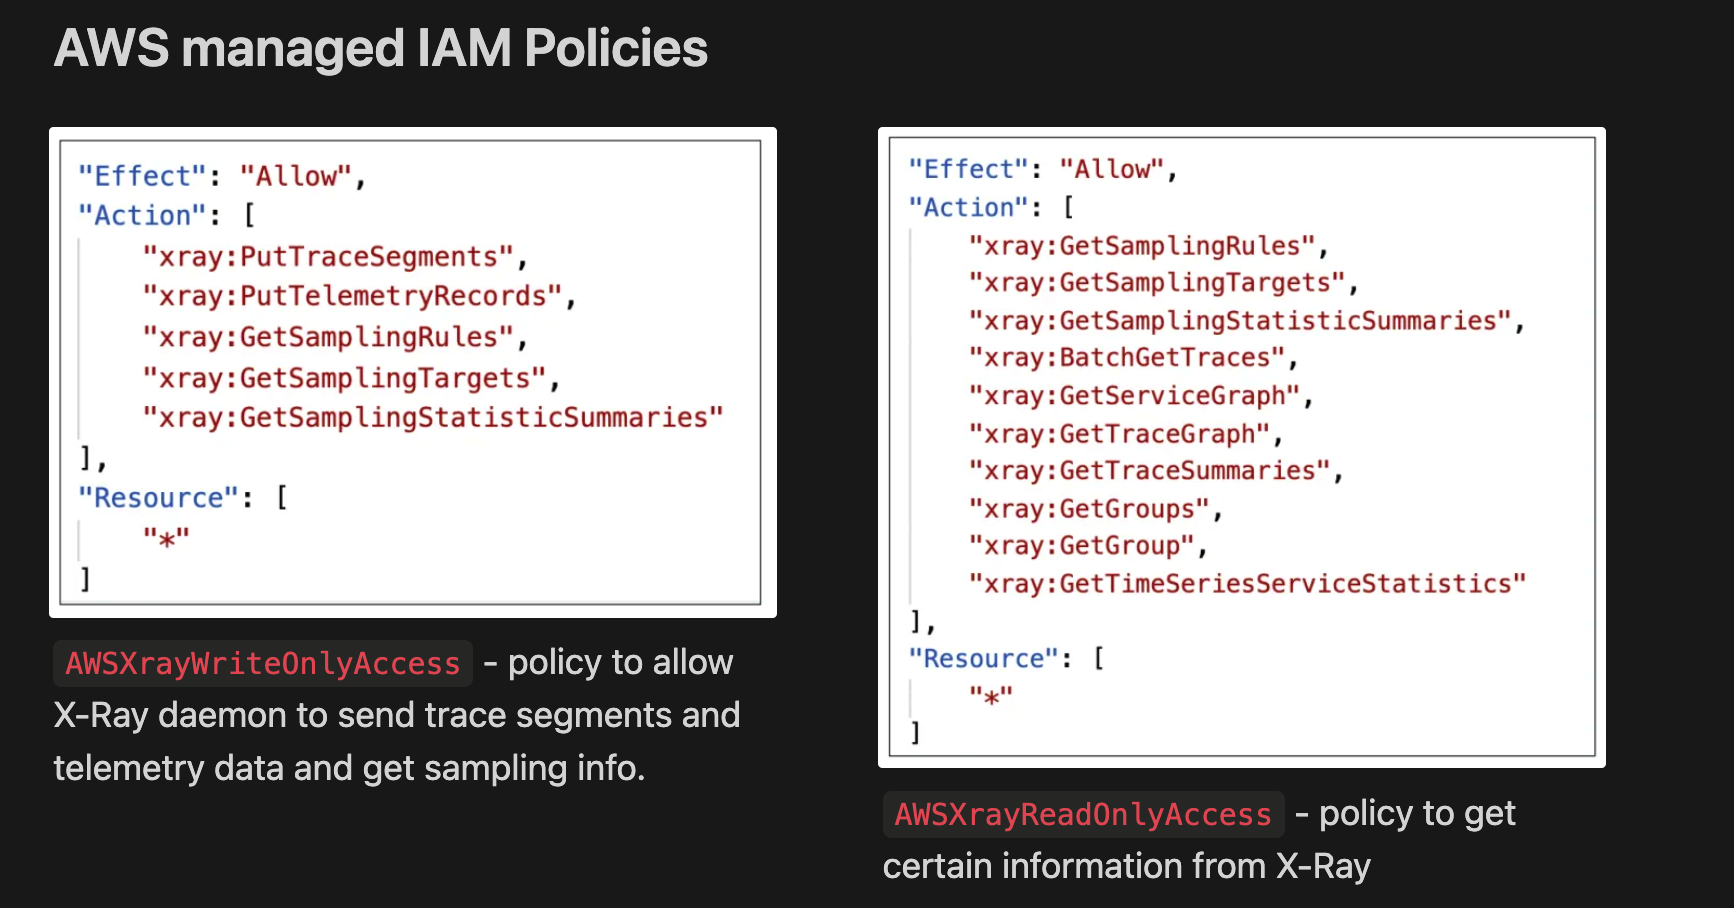 AWS managed IAM Policies
"Effect": "Allow",
"Action": [
"xray:PutTraceSegments",
"xray:PutTelemetryRecords",
"xray:GetSamplingRules",
"xray:GetSamplingTargets",
"xray:GetSamplingStatisticSummaries"
],
"Resource": [
"*"
]
AWSXrayWriteOnlyAccess - policy to allow
X-Ray daemon to send trace segments and
telemetry data and get sampling info.
"Effect": "Allow",
"Action": [
"xray:GetSamplingRules",
"xray:GetSamplingTargets",
"xray:GetSamplingStatisticSummaries",
"xray:BatchGetTraces",
"xray:GetServiceGraph",
"xray:GetTraceGraph",
"xray:GetTraceSummaries",
"xray:GetGroups",
"xray:GetGroup",
"xray:GetTimeSeriesServiceStatistics"
],
"Resource": [
"*"
]
AWSXrayReadOnlyAccess - policy to get
certain information from X-Ray